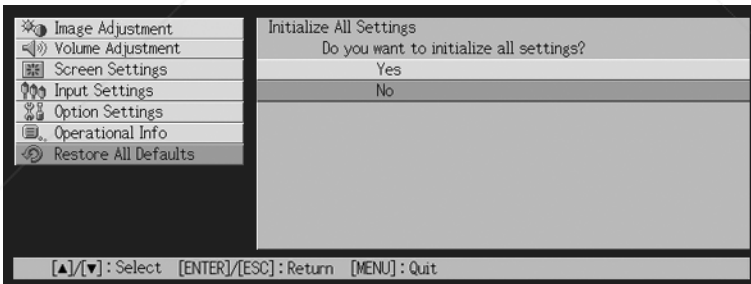 Image Adjustment
Volume Adjustment
Screen Settings
Input Settings
Option Settings
Operational Info
Restore All Defaults
Initialize All Settings
Do you want to initialize all settings?
Yes
No
[▲]/[▼] : Select [ENTER]/[ESC] : Return [MENU] : Quit